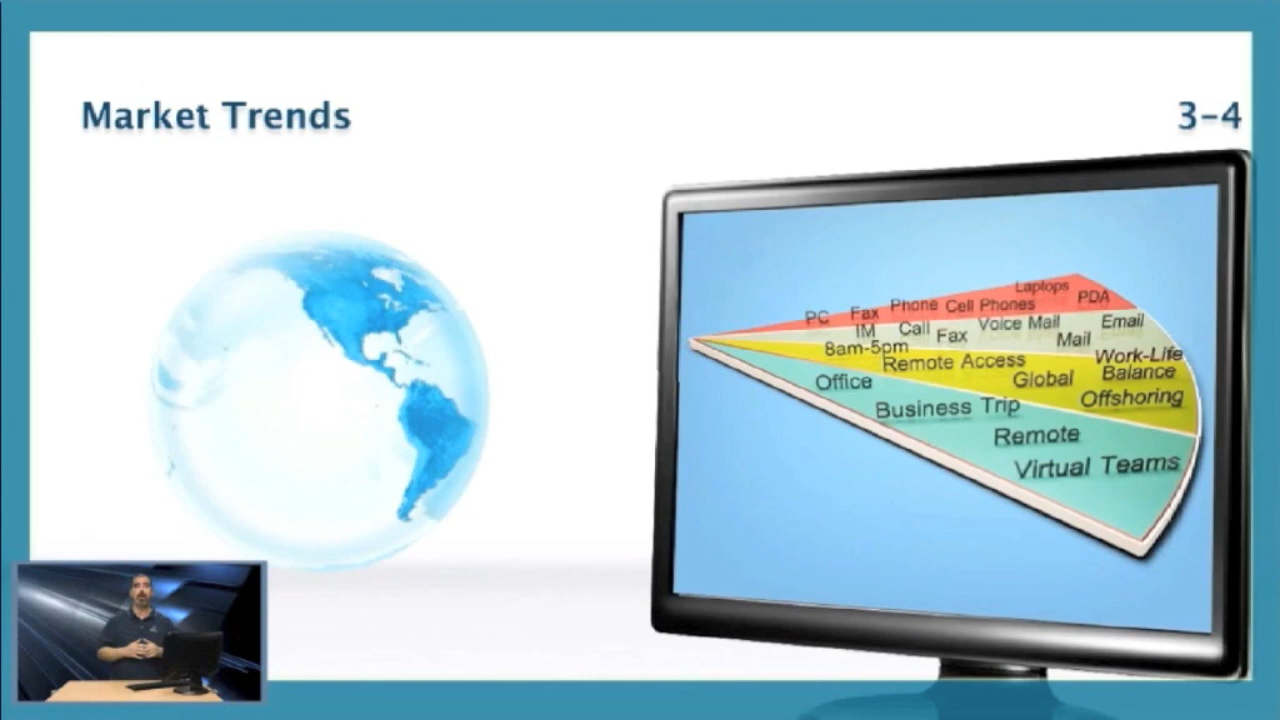 Market Trends
3-4
PC Fax Phone Cell Phones Laptops PDA
IM Call Fax Voice Mail Mail Email
8am-5pm Remote Access Global Work-Life Balance Offshoring
Office Business Trip Remote Virtual Teams